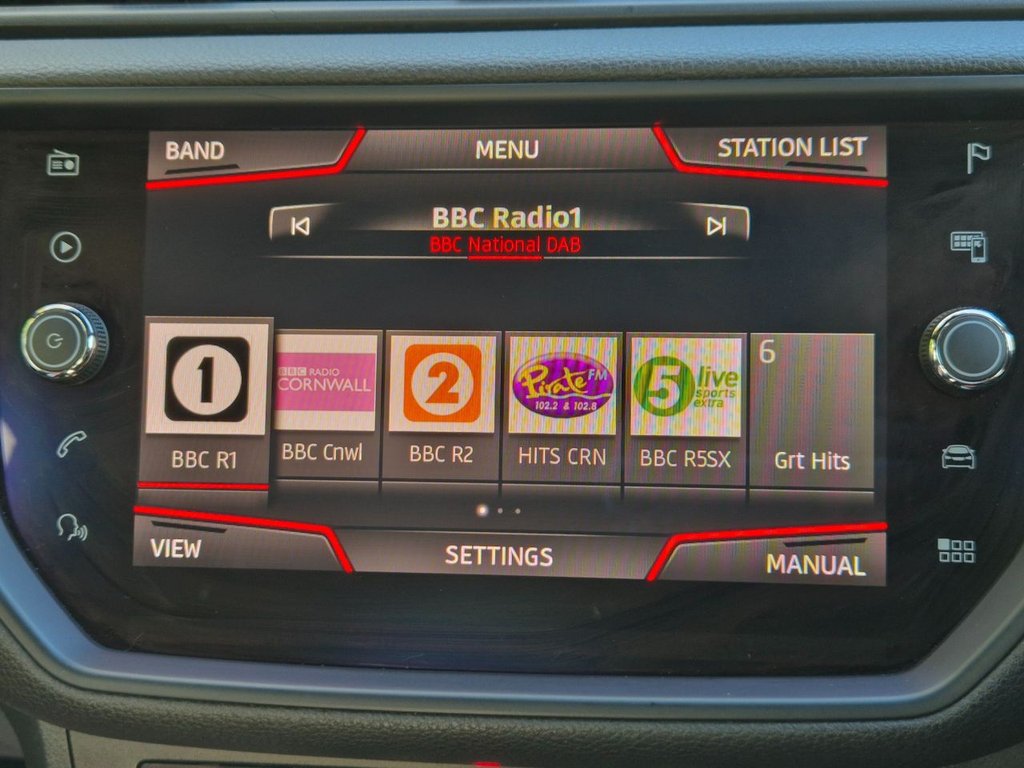 BAND
MENU
STATION LIST
BBC Radio1
BBC National DAB
1
BBC RADIO
CORNWALL
2
Pirate FM
102.2 & 102.8
5 live
sports
extra
6
BBC R1
BBC Cnwl
BBC R2
HITS CRN
BBC R5SX
Grt Hits
VIEW
SETTINGS
MANUAL